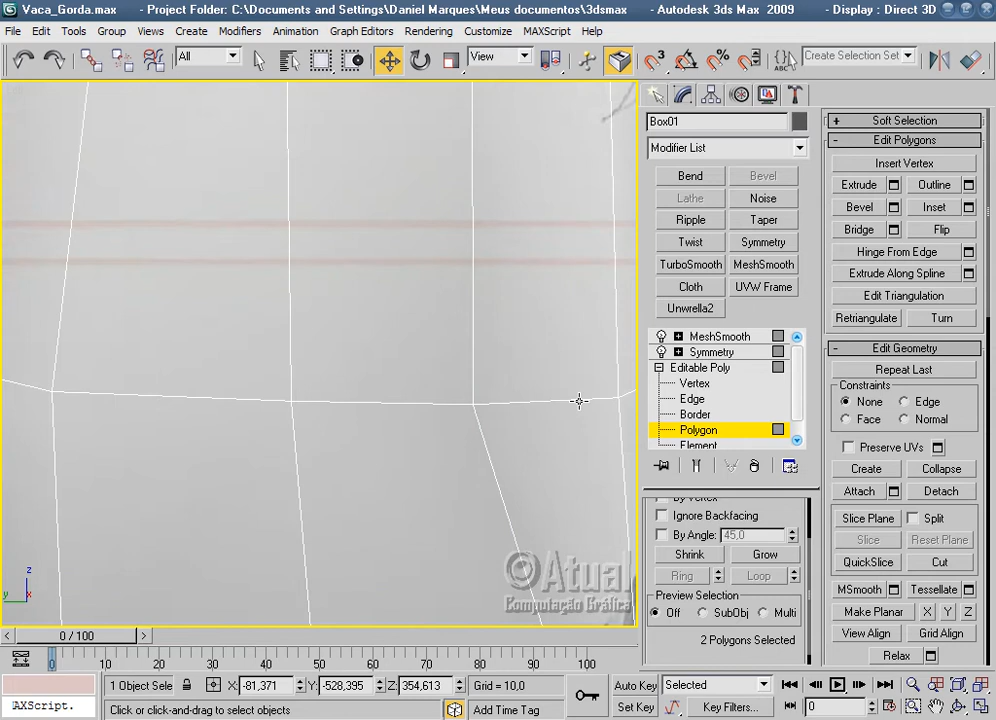 Vaca_Gorda.max - Project Folder: C:\Documents and Settings\Daniel Marques\Meus documentos\3dsmax - Autodesk 3ds Max 2009 - Display : Direct 3D
File Edit Tools Group Views Create Modifiers Animation Graph Editors Rendering Customize MAXScript Help
All View Create Selection Set
Box01
Modifier List
Bend Bevel
Lathe Noise
Ripple Taper
Twist Symmetry
TurboSmooth MeshSmooth
Cloth UVW Frame
Unwrella2
MeshSmooth
Symmetry
Editable Poly
Vertex
Edge
Border
Polygon
Element
By Vertex
Ignore Backfacing
By Angle: 45,0
Shrink Grow
Ring Loop
Preview Selection
Off SubObj Multi
2 Polygons Selected
+ Soft Selection
- Edit Polygons
Insert Vertex
Extrude Outline
Bevel Inset
Bridge Flip
Hinge From Edge
Extrude Along Spline
Edit Triangulation
Retriangulate Turn
- Edit Geometry
Repeat Last
Constraints
None Edge
Face Normal
Preserve UVs
Create Collapse
Attach Detach
Slice Plane Split
Slice Reset Plane
QuickSlice Cut
MSmooth Tessellate
Make Planar X Y Z
View Align Grid Align
Relax
z
y x
©Atual
Computação Gráfica
< 0 / 100 >
0 10 20 30 40 50 60 70 80 90 100
1 Object Sele X: -81,371 Y: -528,395 Z: 354,613 Grid = 10,0 Auto Key Selected
AXScript. Click or click-and-drag to select objects Add Time Tag Set Key Key Filters... 0